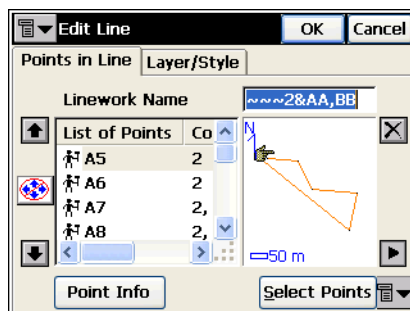 Edit Line OK Cancel
Points in Line Layer/Style
Linework Name ~~~2&AA,BB
List of Points Co
A5 2
A6 2
A7 2,
A8 2,
N
50 m
Point Info Select Points